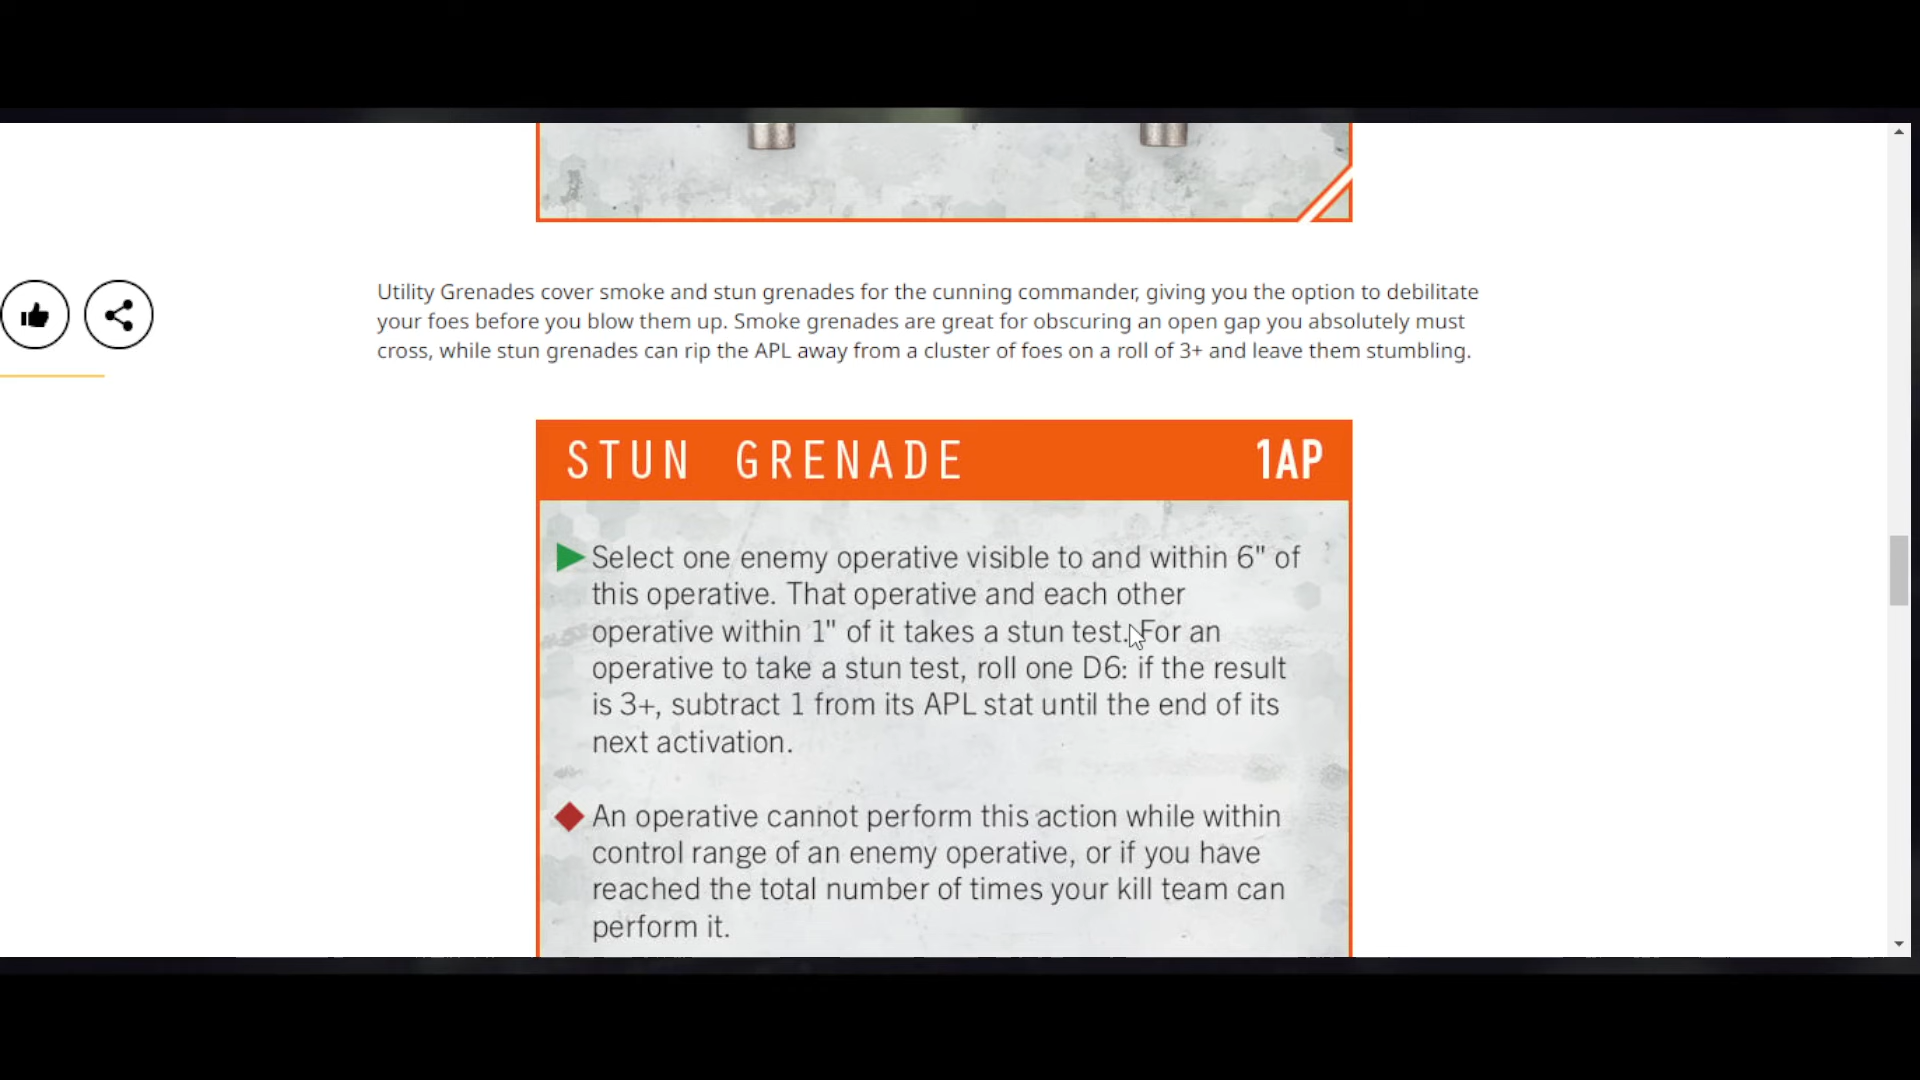 Utility Grenades cover smoke and stun grenades for the cunning commander, giving you the option to debilitate
your foes before you blow them up. Smoke grenades are great for obscuring an open gap you absolutely must
cross, while stun grenades can rip the APL away from a cluster of foes on a roll of 3+ and leave them stumbling.
STUN GRENADE 1AP
Select one enemy operative visible to and within 6" of
this operative. That operative and each other
operative within 1" of it takes a stun test. For an
operative to take a stun test, roll one D6: if the result
is 3+, subtract 1 from its APL stat until the end of its
next activation.
An operative cannot perform this action while within
control range of an enemy operative, or if you have
reached the total number of times your kill team can
perform it.